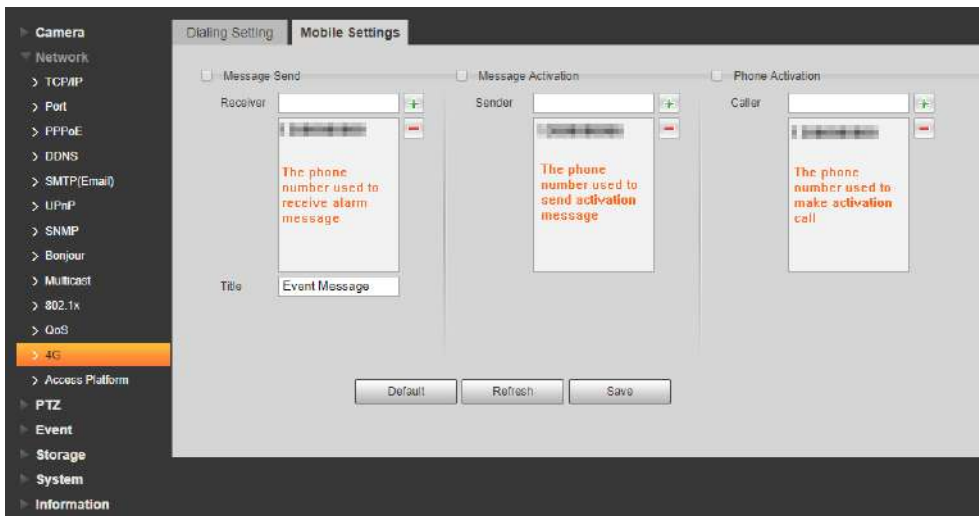 Camera
Network
> TCP/IP
> Port
> PPPoE
> DDNS
> SMTP(Email)
> UPnP
> SNMP
> Bonjour
> Multicast
> 802.1x
> QoS
> 4G
> Access Platform
PTZ
Event
Storage
System
Information
Dialing Setting
Mobile Settings
Message Send
Receiver
The phone
number used to
receive alarm
message
Title
Event Message
Message Activation
Sender
The phone
number used to
send activation
message
Phone Activation
Caller
The phone
number used to
make activation
call
Default
Refresh
Save